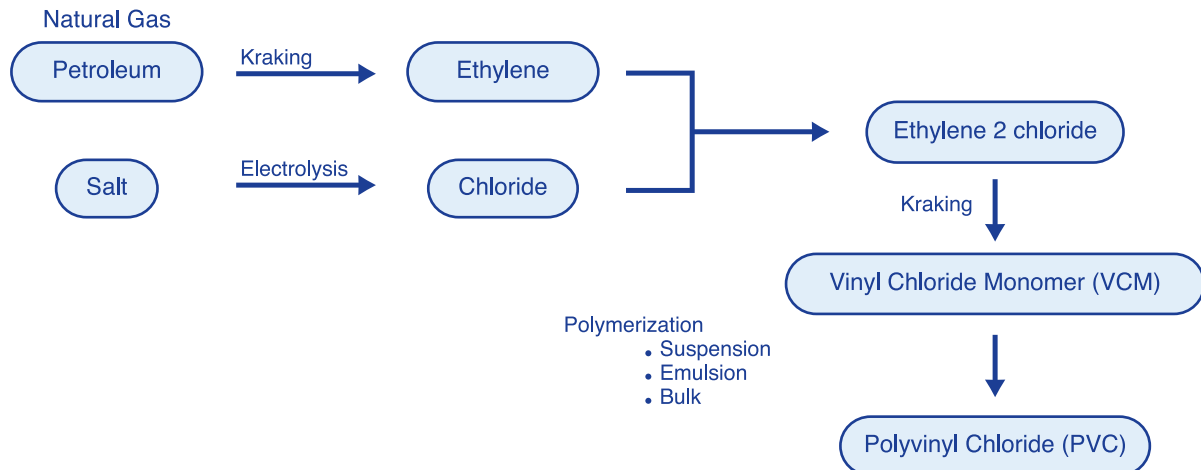 Natural Gas
Petroleum
Kraking
Ethylene
Salt
Electrolysis
Chloride
Ethylene 2 chloride
Kraking
Vinyl Chloride Monomer (VCM)
Polymerization
• Suspension
• Emulsion
• Bulk
Polyvinyl Chloride (PVC)